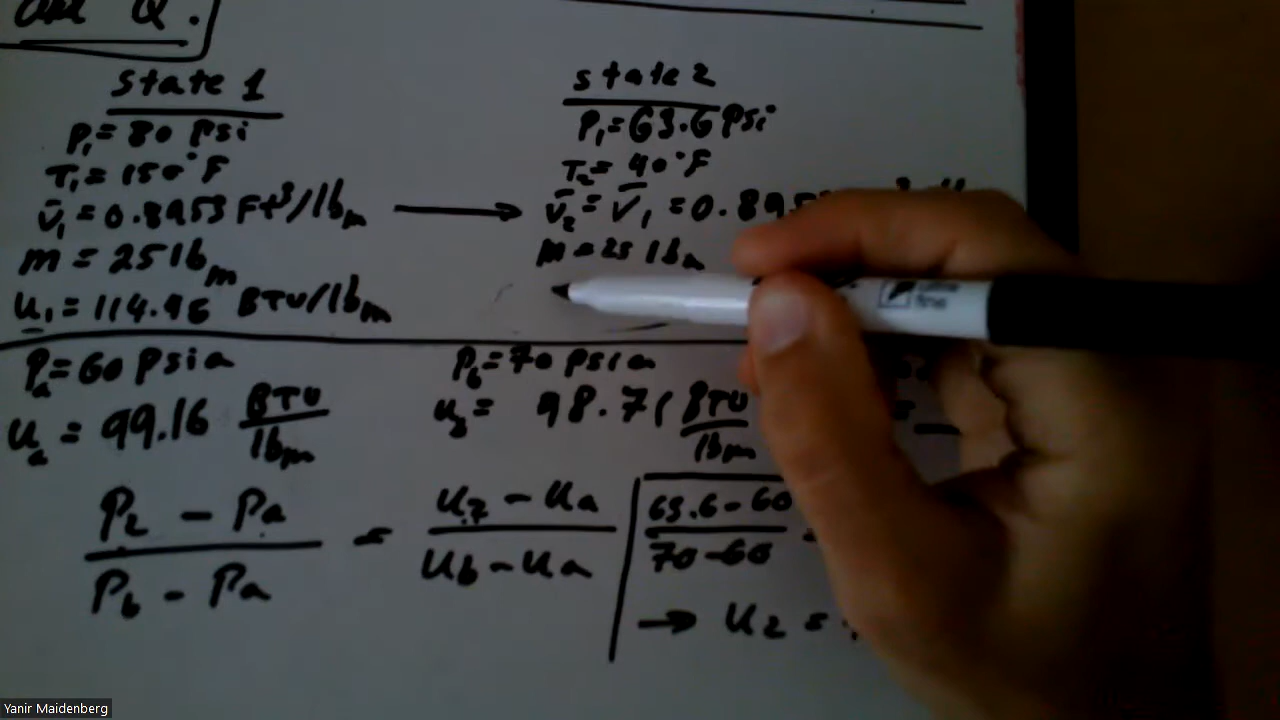 and Q.
state 1
P₁ = 80 psi
T₁ = 150°F
v̄₁ = 0.8953 Ft³/lbm
m = 25 lbm
u₁ = 114.95 BTU/lbm
state 2
P₁ = 63.6 psi
T₂ = 40°F
v̄₂ = v̄₁ = 0.895
m = 25 lbm
Pa = 60 psia
ua = 99.16 BTU/lbm
Pb = 70 psia
98.71 BTU/lbm
P₂ - Pa / Pb - Pa = u₂ - ua / ub - ua
63.6 - 60 / 70 - 60
→ u₂ =
Yanir Maidenberg